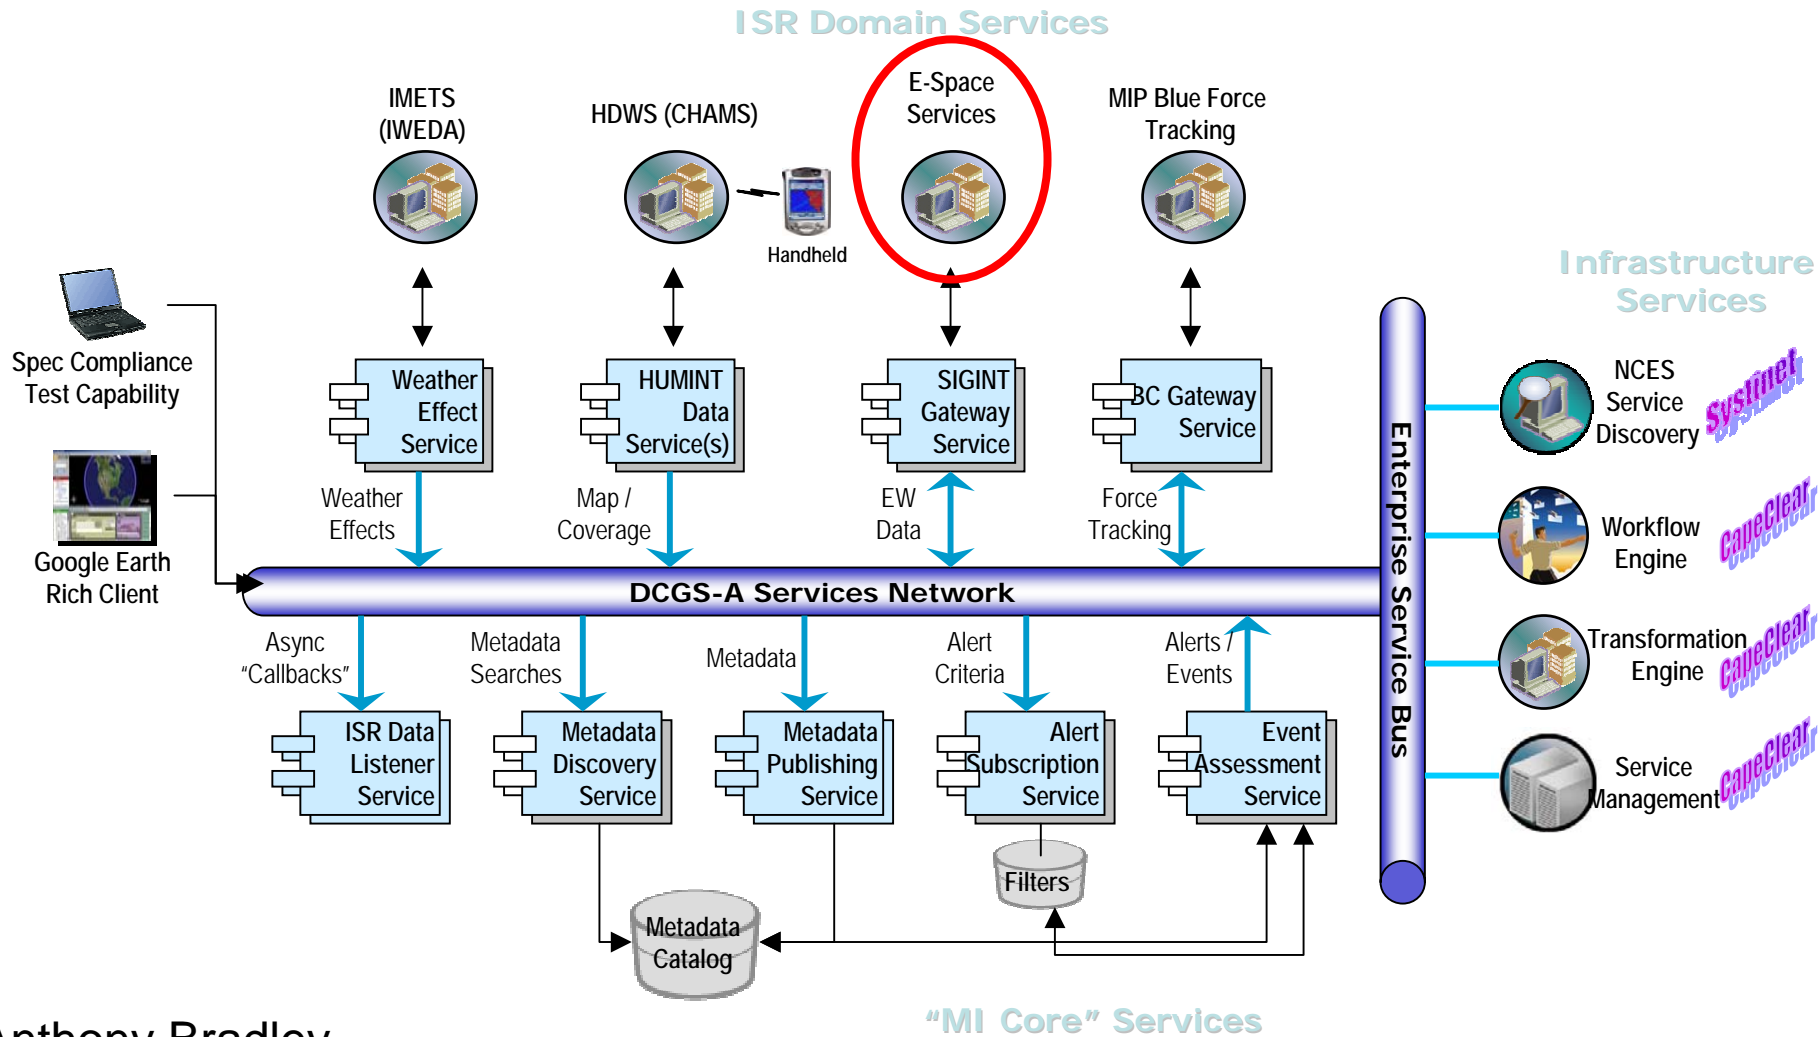 ISR Domain Services
IMETS
(IWEDA)
HDWS (CHAMS)
E-Space
Services
MIP Blue Force
Tracking
Handheld
Infrastructure
Services
Spec Compliance
Test Capability
Weather
Effect
Service
HUMINT
Data
Service(s)
SIGINT
Gateway
Service
BC Gateway
Service
NCES
Service
Discovery
Systinet
Weather
Effects
Map /
Coverage
EW
Data
Force
Tracking
Enterprise Service Bus
Workflow
Engine
CapeClear
Google Earth
Rich Client
DCGS-A Services Network
Async
“Callbacks”
Metadata
Searches
Metadata
Alert
Criteria
Alerts /
Events
Transformation
Engine
CapeClear
ISR Data
Listener
Service
Metadata
Discovery
Service
Metadata
Publishing
Service
Alert
Subscription
Service
Event
Assessment
Service
Service
Management
CapeClear
Filters
Metadata
Catalog
“MI Core” Services
Anthony Bradley